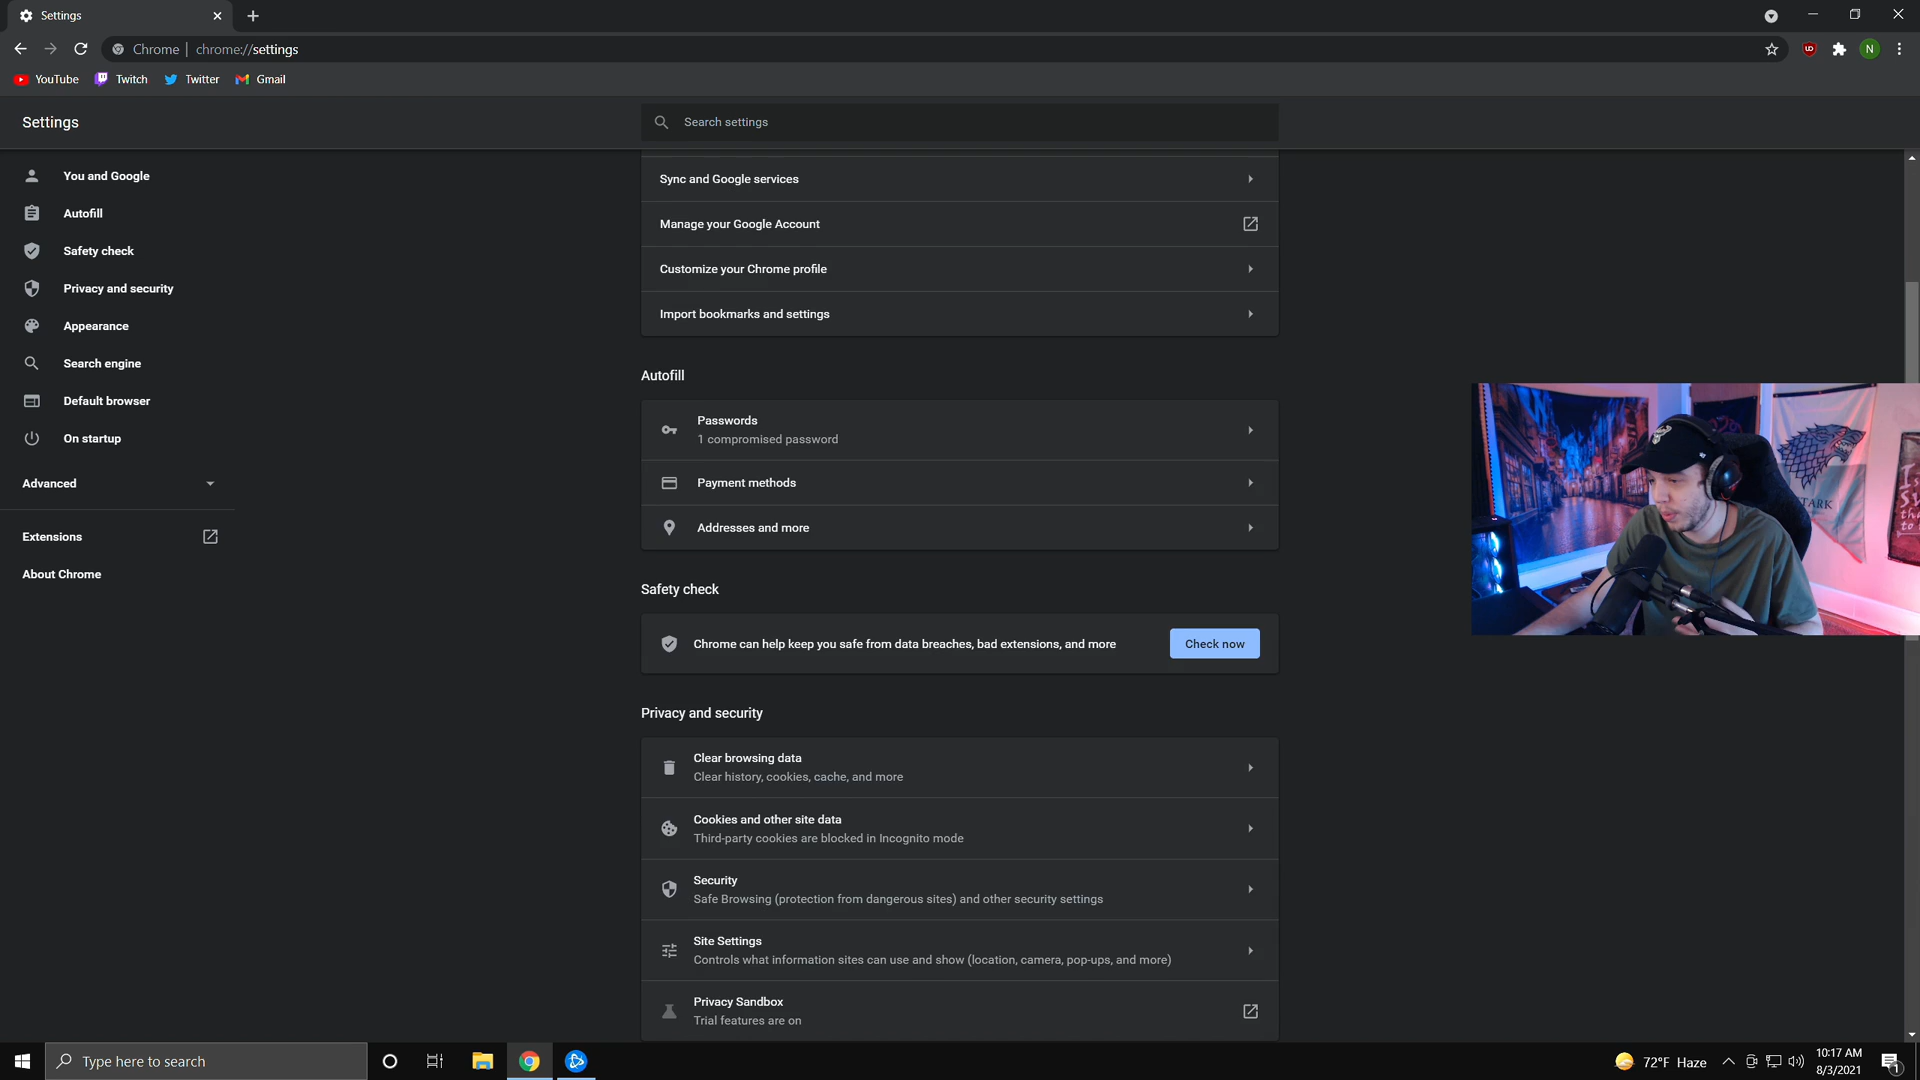 Settings
Chrome | chrome://settings
N
YouTube
Twitch
Twitter
Gmail
Settings
Search settings
You and Google
Autofill
Safety check
Privacy and security
Appearance
Search engine
Default browser
On startup
Advanced
Extensions
About Chrome
Sync and Google services
Manage your Google Account
Customize your Chrome profile
Import bookmarks and settings
Autofill
Passwords
1 compromised password
Payment methods
Addresses and more
Safety check
Chrome can help keep you safe from data breaches, bad extensions, and more
Check now
Privacy and security
Clear browsing data
Clear history, cookies, cache, and more
Cookies and other site data
Third-party cookies are blocked in Incognito mode
Security
Safe Browsing (protection from dangerous sites) and other security settings
Site Settings
Controls what information sites can use and show (location, camera, pop-ups, and more)
Privacy Sandbox
Trial features are on
STARK
Type here to search
72°F Haze
10:17 AM
8/3/2021
1